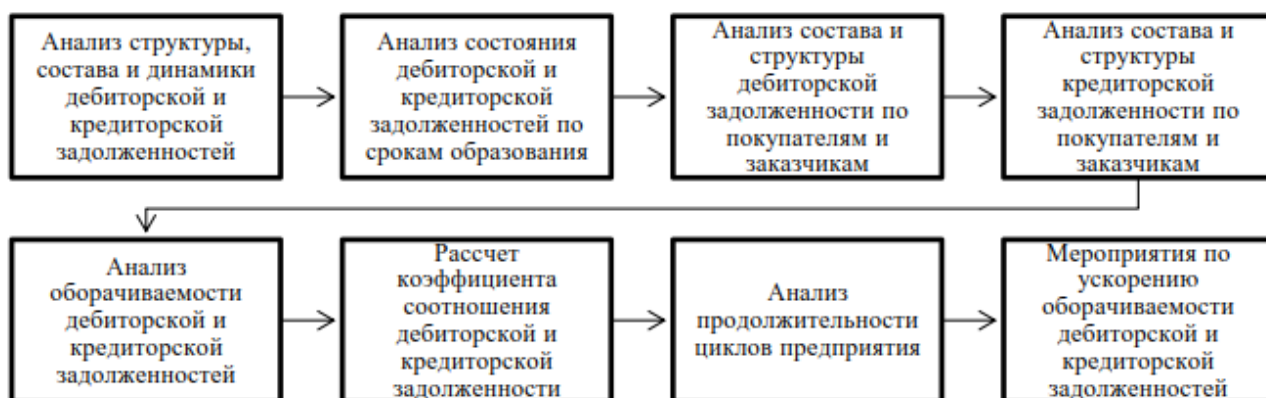 Анализ структуры,
состава и динамики
дебиторской и
кредиторской
задолженностей
Анализ состояния
дебиторской и
кредиторской
задолженностей по
срокам образования
Анализ состава и
структуры
дебиторской
задолженности по
покупателям и
заказчикам
Анализ состава и
структуры
кредиторской
задолженности по
покупателям и
заказчикам
Анализ
оборачиваемости
дебиторской и
кредиторской
задолженностей
Рассчет
коэффициента
соотношения
дебиторской и
кредиторской
задолженности
Анализ
продолжительности
циклов предприятия
Мероприятия по
ускорению
оборачиваемости
дебиторской и
кредиторской
задолженностей